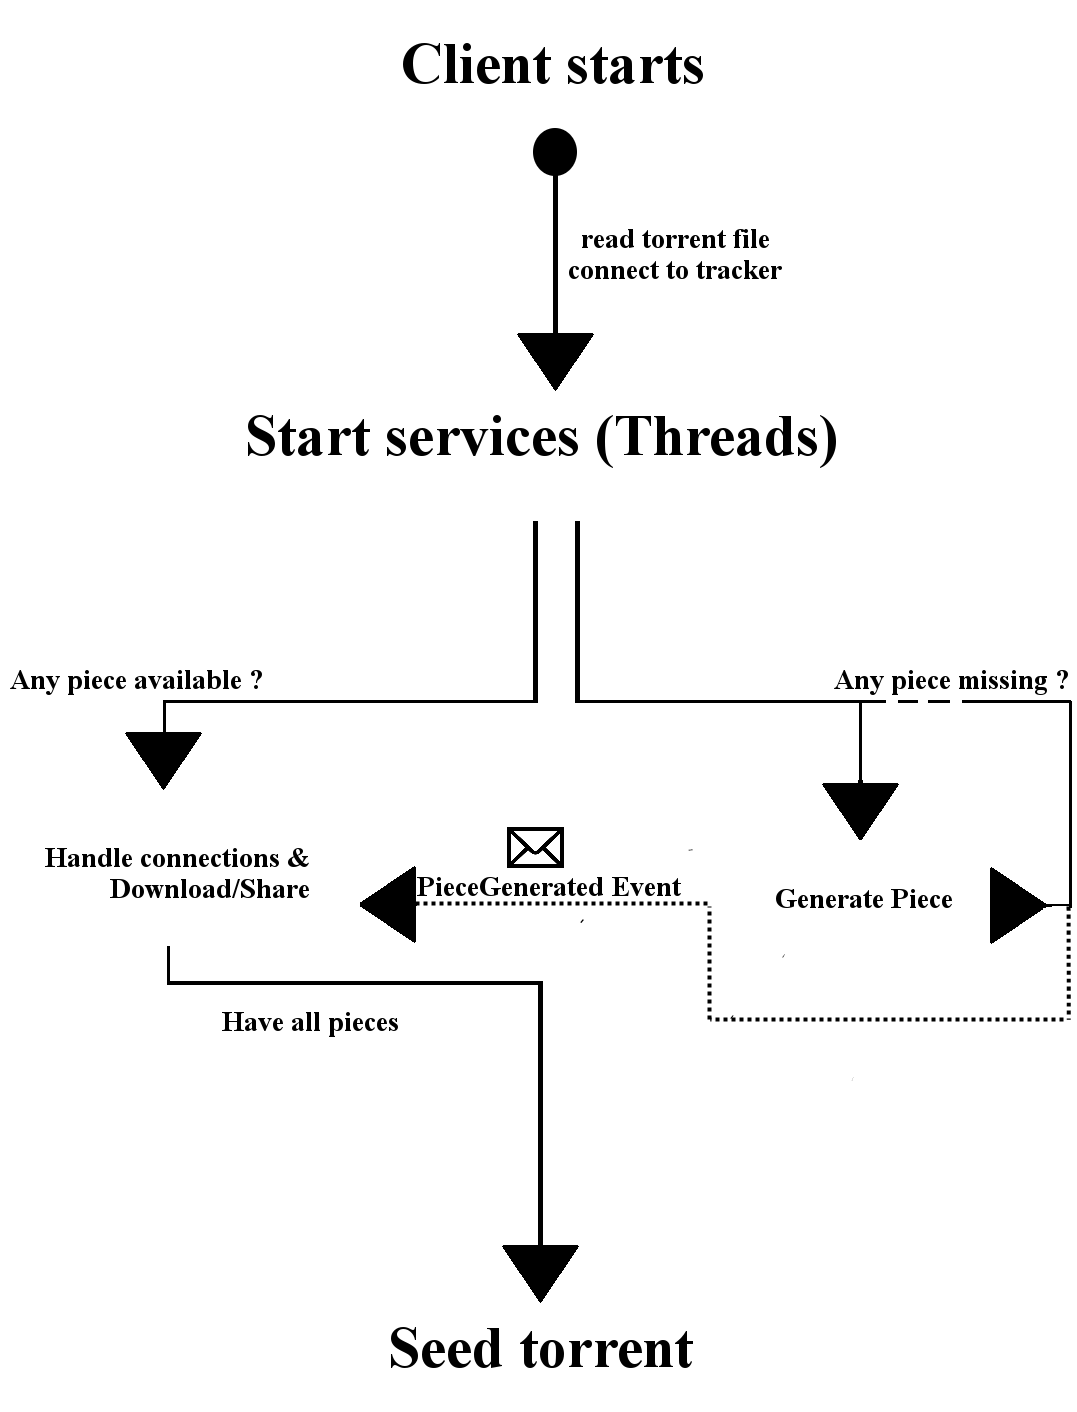 Client starts
read torrent file
connect to tracker
Start services (Threads)
Any piece available ?
Any piece missing ?
Handle connections &
Download/Share
PieceGenerated Event
Generate Piece
Have all pieces
Seed torrent